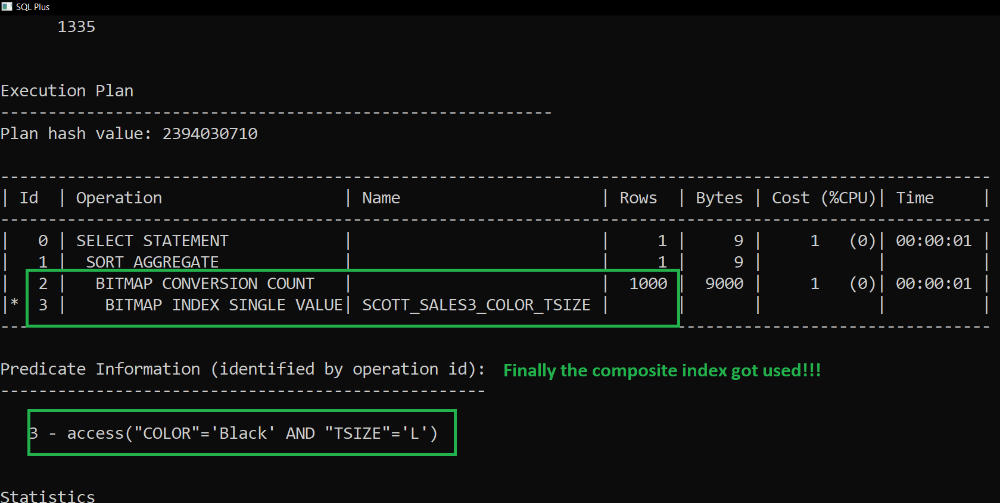 SQL Plus
1335
Execution Plan
----------------------------------------------------------
Plan hash value: 2394030710
--------------------------------------------------------------------------------------------------------
| Id  | Operation                   | Name                     | Rows  | Bytes | Cost (%CPU)| Time     |
--------------------------------------------------------------------------------------------------------
|   0 | SELECT STATEMENT            |                          |     1 |     9 |     1   (0)| 00:00:01 |
|   1 |  SORT AGGREGATE             |                          |     1 |     9 |            |          |
|   2 |   BITMAP CONVERSION COUNT   |                          |  1000 |  9000 |     1   (0)| 00:00:01 |
|*  3 |    BITMAP INDEX SINGLE VALUE| SCOTT_SALES3_COLOR_TSIZE |       |       |            |          |
--------------------------------------------------------------------------------------------------------
Predicate Information (identified by operation id): Finally the composite index got used!!!
---------------------------------------------------
3 - access("COLOR"='Black' AND "TSIZE"='L')
Statistics